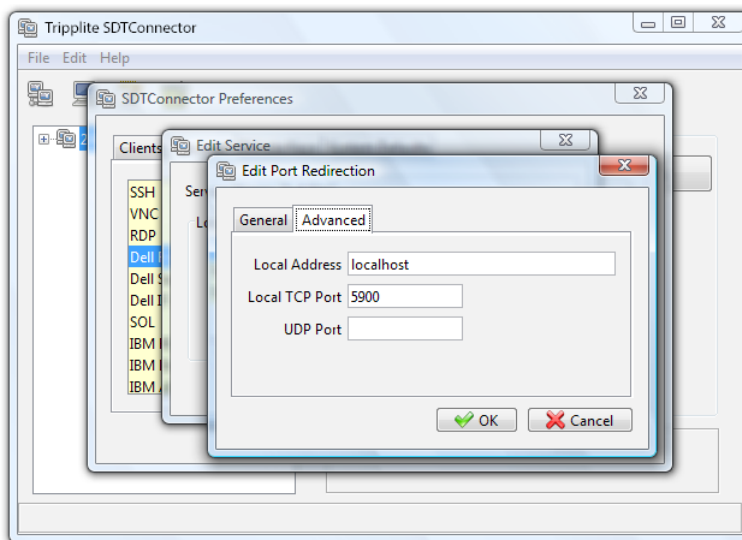 Tripplite SDTConnector
File Edit Help
SDTConnector Preferences
Clients
Edit Service
Edit Port Redirection
SSH
VNC
RDP
Dell
Dell
Dell
SOL
IBM
IBM
IBM
General Advanced
Local Address localhost
Local TCP Port 5900
UDP Port
OK Cancel